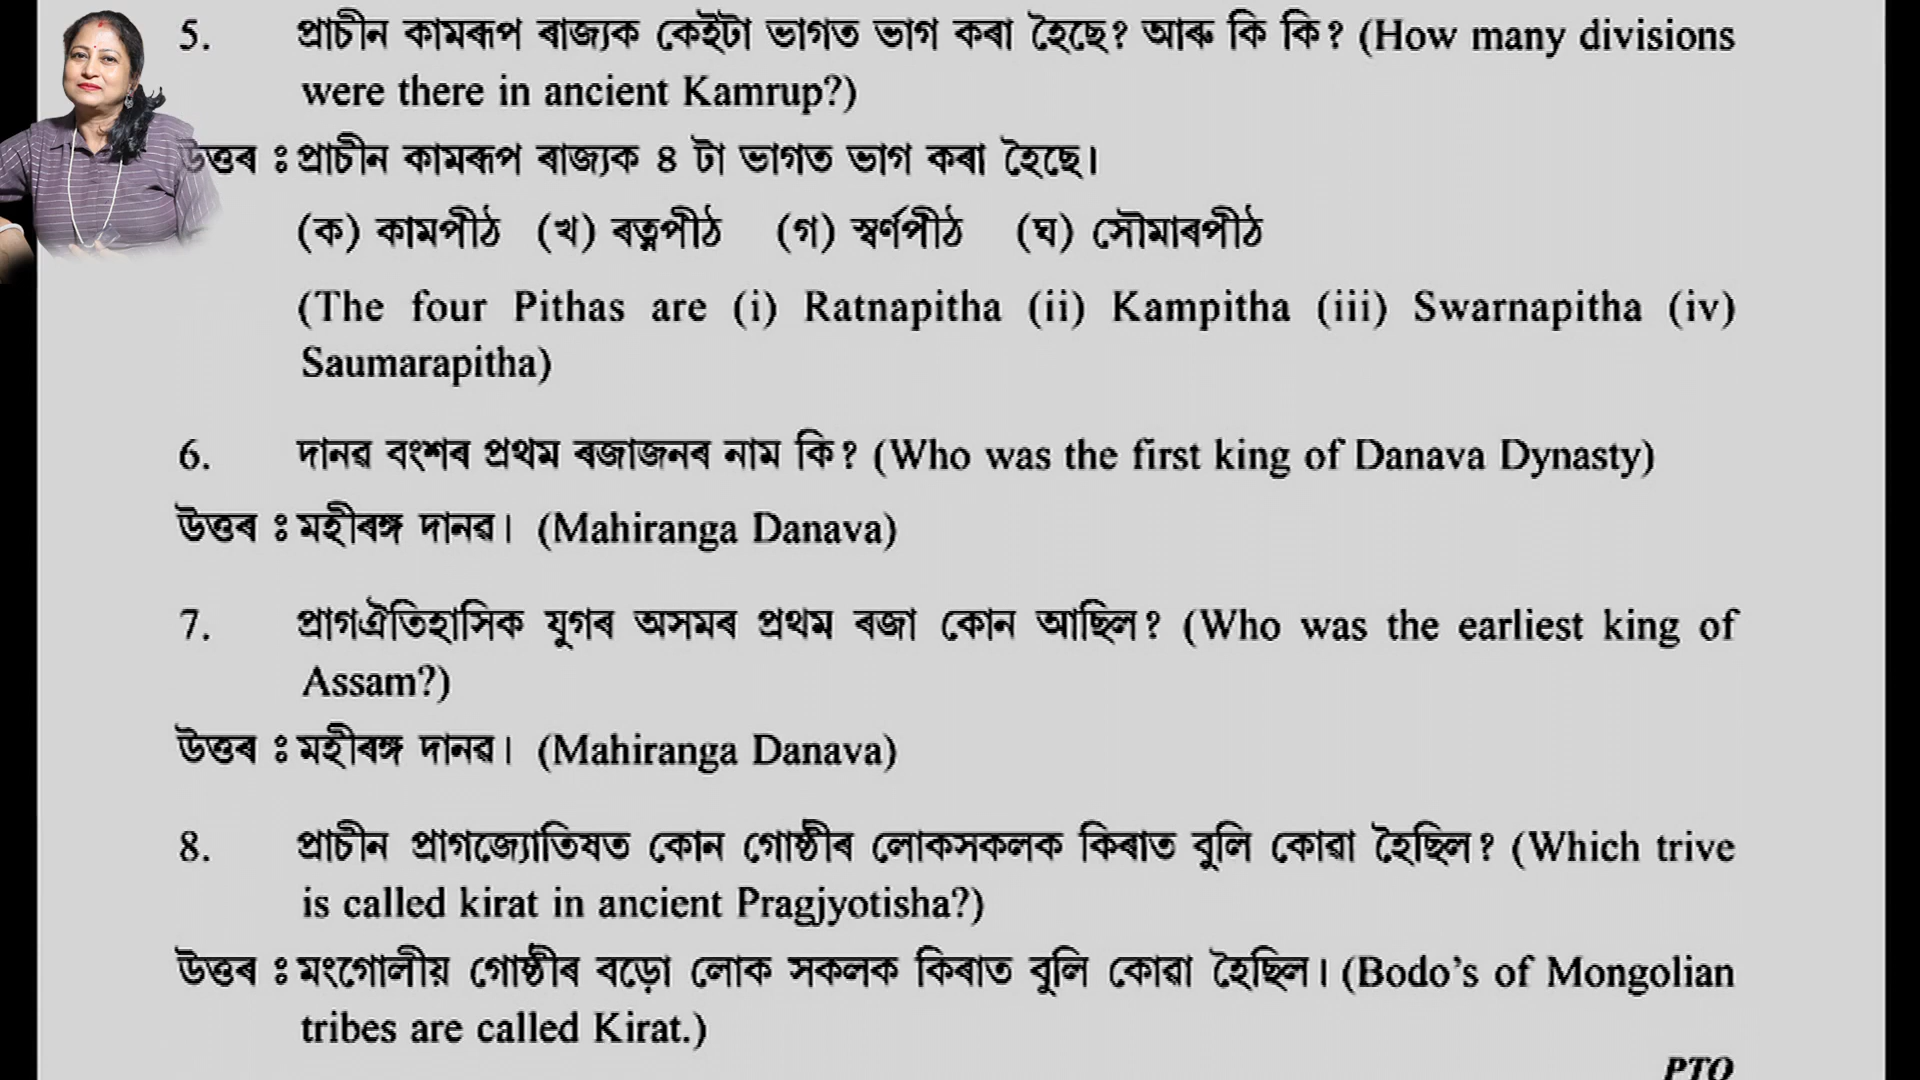 5. প্ৰাচীন কামৰূপ ৰাজ্যক কেইটা ভাগত ভাগ কৰা হৈছে? আৰু কি কি? (How many divisions
were there in ancient Kamrup?)
উত্তৰ ঃ প্ৰাচীন কামৰূপ ৰাজ্যক ৪ টা ভাগত ভাগ কৰা হৈছে।
(ক) কামপীঠ (খ) ৰত্নপীঠ (গ) স্বৰ্ণপীঠ (ঘ) সৌমাৰপীঠ
(The four Pithas are (i) Ratnapitha (ii) Kampitha (iii) Swarnapitha (iv)
Saumarapitha)
6. দানৱ বংশৰ প্ৰথম ৰজাজনৰ নাম কি? (Who was the first king of Danava Dynasty)
উত্তৰ ঃ মহীৰঙ্গ দানৱ। (Mahiranga Danava)
7. প্ৰাগঐতিহাসিক যুগৰ অসমৰ প্ৰথম ৰজা কোন আছিল? (Who was the earliest king of
Assam?)
উত্তৰ ঃ মহীৰঙ্গ দানৱ। (Mahiranga Danava)
8. প্ৰাচীন প্ৰাগজ্যোতিষত কোন গোষ্ঠীৰ লোকসকলক কিৰাত বুলি কোৱা হৈছিল? (Which trive
is called kirat in ancient Pragjyotisha?)
উত্তৰ ঃ মংগোলীয় গোষ্ঠীৰ বড়ো লোক সকলক কিৰাত বুলি কোৱা হৈছিল। (Bodo’s of Mongolian
tribes are called Kirat.)
PTO